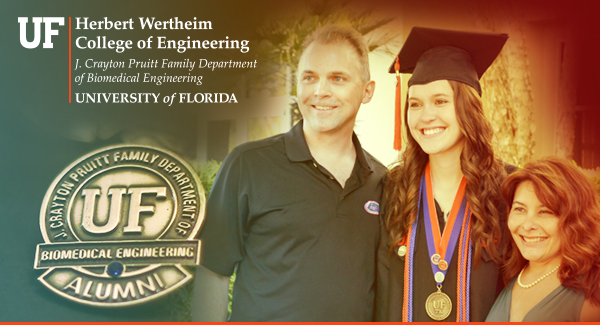 UF
Herbert Wertheim
College of Engineering
J. Crayton Pruitt Family Department
of Biomedical Engineering
UNIVERSITY of FLORIDA
J. CRAYTON PRUITT FAMILY DEPARTMENT OF
UF
BIOMEDICAL ENGINEERING
ALUMNI